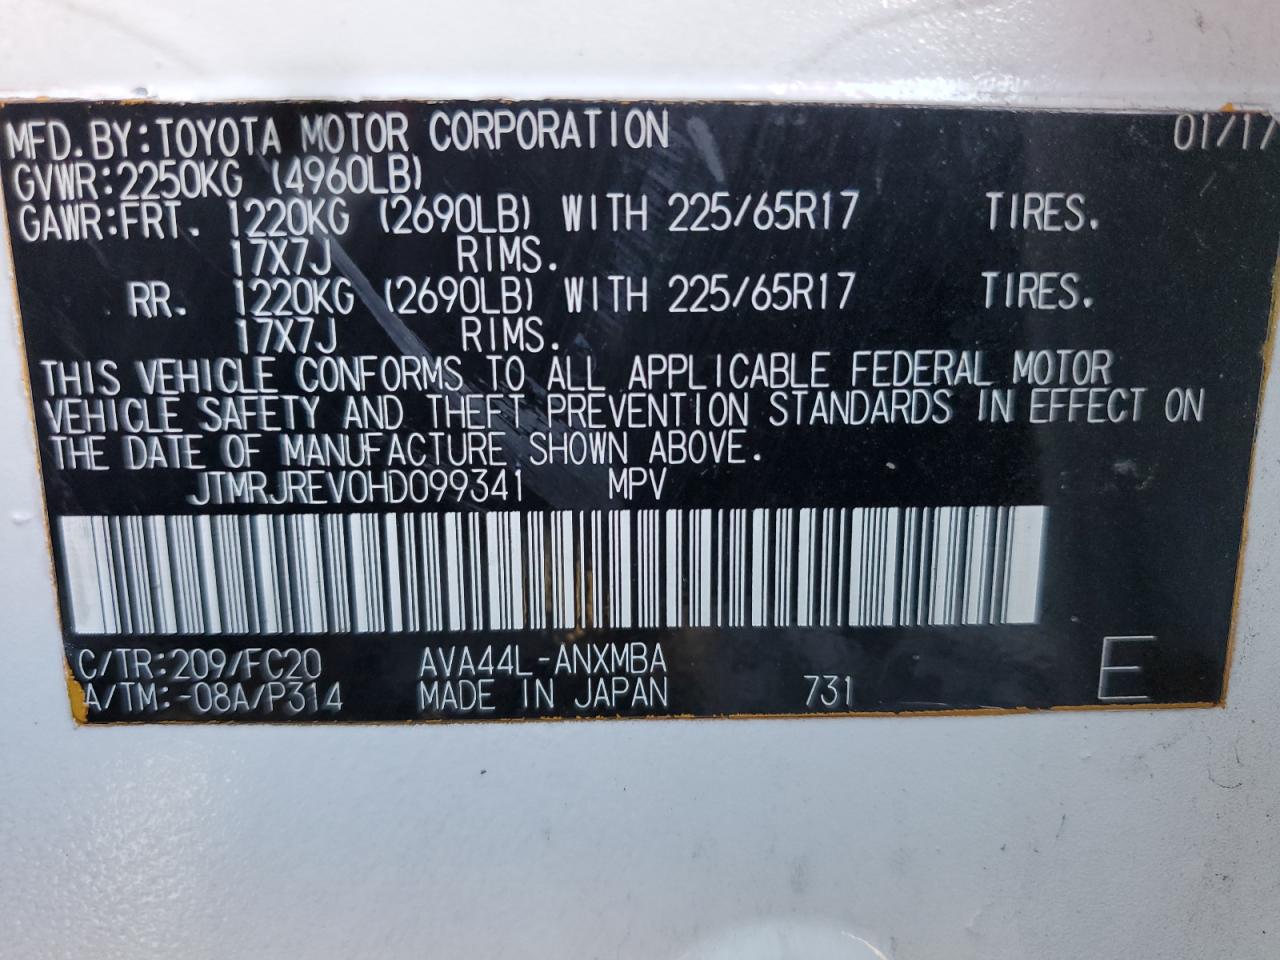 MFD. BY: TOYOTA MOTOR CORPORATION 01/17
GVWR: 2250KG (4960LB)
GAWR: FRT. 1220KG (2690LB) WITH 225/65R17 TIRES.
17X7J RIMS.
RR. 1220KG (2690LB) WITH 225/65R17 TIRES.
17X7J RIMS.
THIS VEHICLE CONFORMS TO ALL APPLICABLE FEDERAL MOTOR
VEHICLE SAFETY AND THEFT PREVENTION STANDARDS IN EFFECT ON
THE DATE OF MANUFACTURE SHOWN ABOVE.
JTMRJREV0HD099341 MPV
C/TR: 209/FC20 AVA44L-ANXMBA
A/TM: -08A/P314 MADE IN JAPAN 731
E